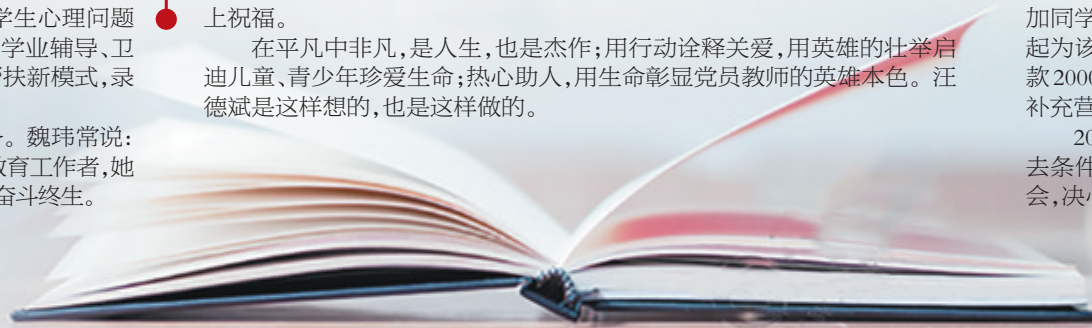 学生心理问题
学业辅导、卫
帮扶新模式,录
。魏玮常说:
教育工作者,她
奋斗终生。
上祝福。
在平凡中非凡,是人生,也是杰作;用行动诠释关爱,用英雄的壮举启
迪儿童、青少年珍爱生命;热心助人,用生命彰显党员教师的英雄本色。汪
德斌是这样想的,也是这样做的。
加同学
起为该
款2000
补充营
20
去条件
会,决心